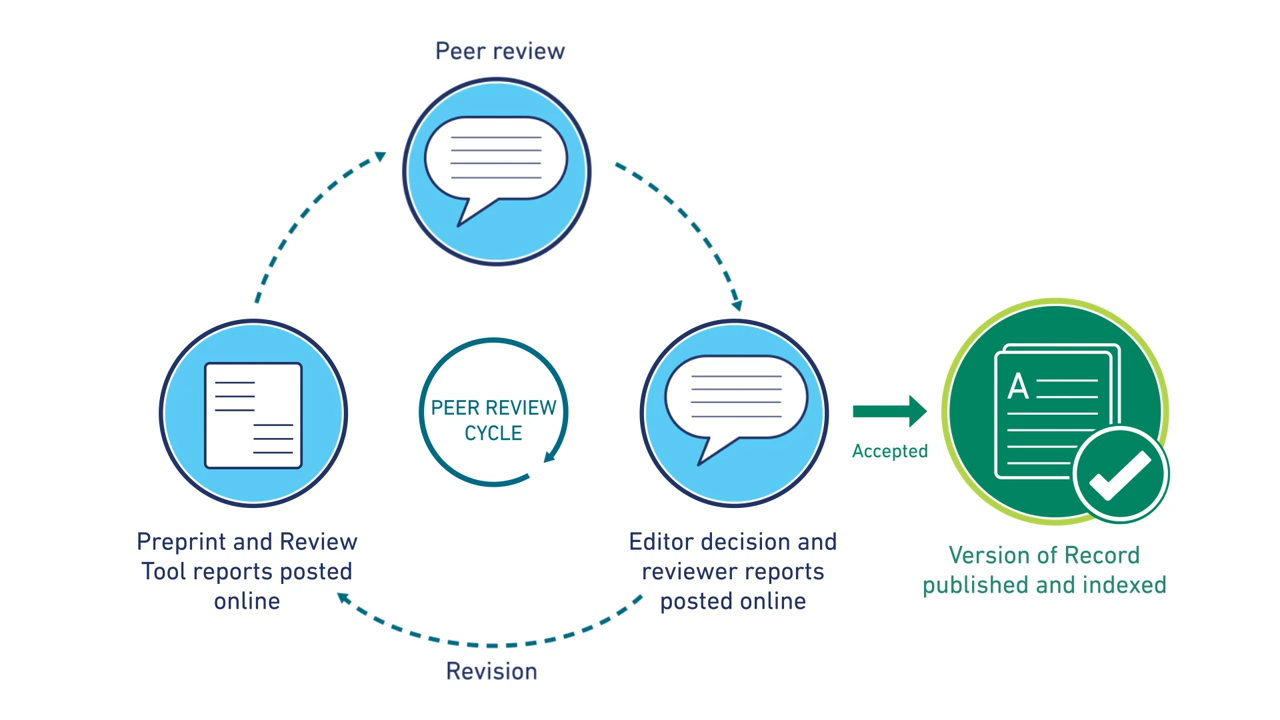 Peer review
PEER REVIEW
CYCLE
Accepted
A
Preprint and Review
Tool reports posted
online
Editor decision and
reviewer reports
posted online
Version of Record
published and indexed
Revision